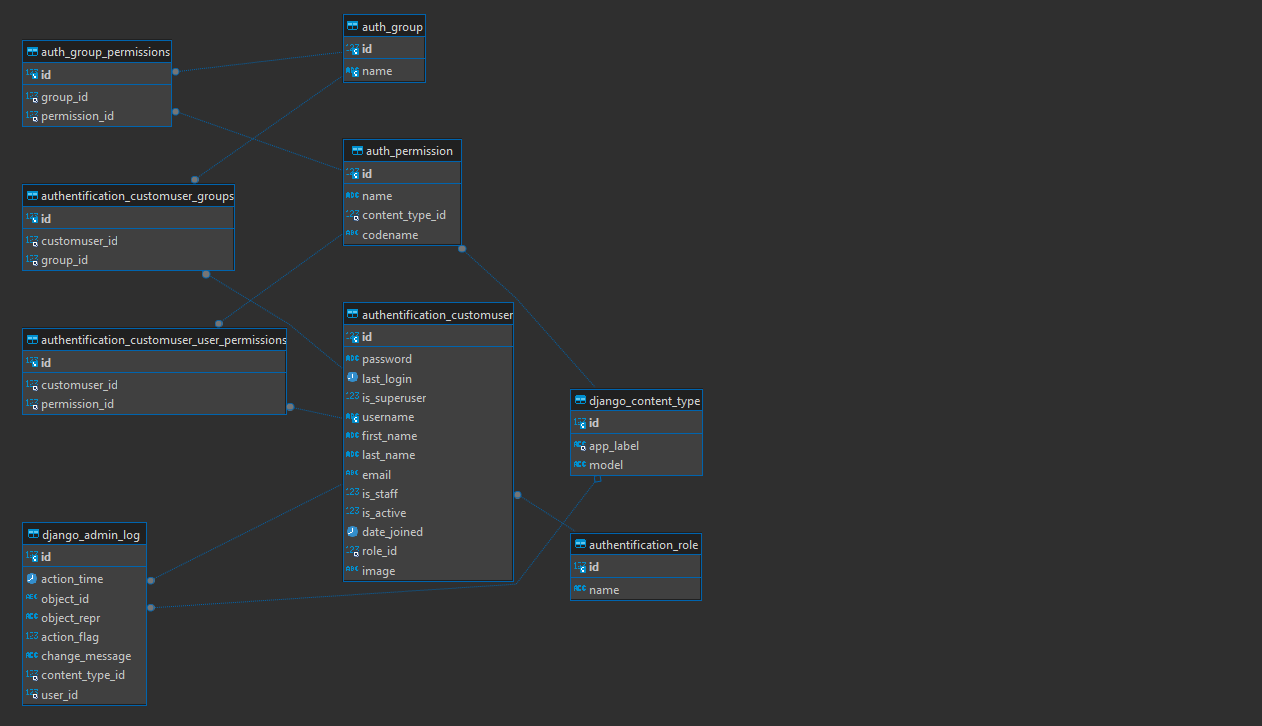 auth_group
id
name
auth_group_permissions
id
group_id
permission_id
auth_permission
id
name
content_type_id
codename
authentification_customuser_groups
id
customuser_id
group_id
authentification_customuser_user_permissions
id
customuser_id
permission_id
authentification_customuser
id
password
last_login
is_superuser
username
first_name
last_name
email
is_staff
is_active
date_joined
role_id
image
django_content_type
id
app_label
model
authentification_role
id
name
django_admin_log
id
action_time
object_id
object_repr
action_flag
change_message
content_type_id
user_id